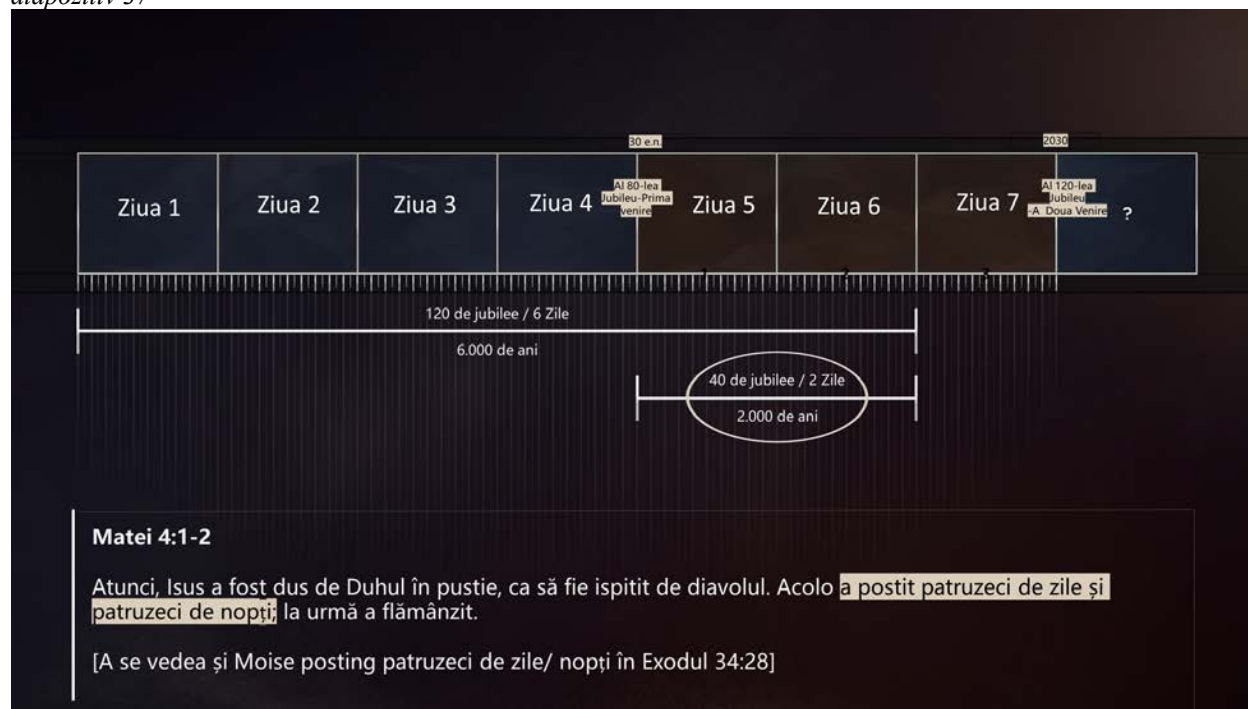 diapozitiv 37
30 e.n.
2030
Ziua 1
Ziua 2
Ziua 3
Ziua 4
Al 80-lea
Jubileu-Prima
venire
Ziua 5
Ziua 6
Ziua 7
Al 120-lea
Jubileu
-A Doua Venire
?
1
2
3
120 de jubilee / 6 Zile
6.000 de ani
40 de jubilee / 2 Zile
2.000 de ani
Matei 4:1-2
Atunci, Isus a fost dus de Duhul în pustie, ca să fie ispitit de diavolul. Acolo a postit patruzeci de zile și
patruzeci de nopți; la urmă a flămânzit.
[A se vedea și Moise posting patruzeci de zile/ nopți în Exodul 34:28]